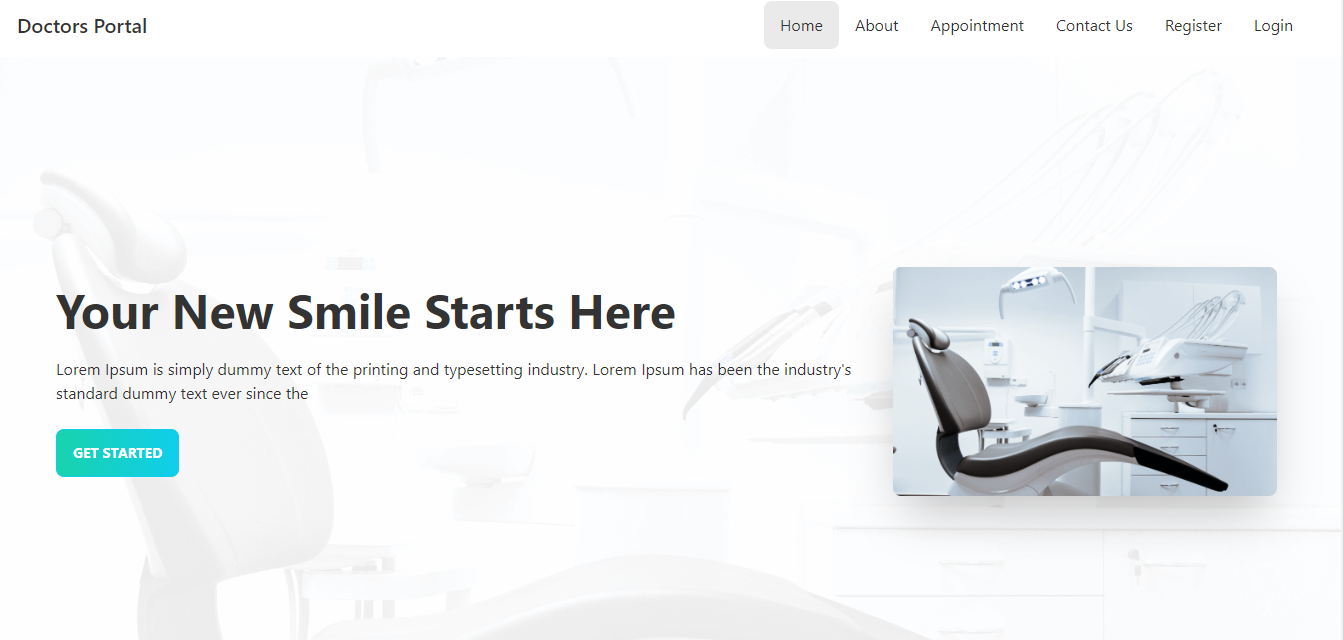 Doctors Portal
Home About Appointment Contact Us Register Login
Your New Smile Starts Here
Lorem Ipsum is simply dummy text of the printing and typesetting industry. Lorem Ipsum has been the industry's
standard dummy text ever since the
GET STARTED